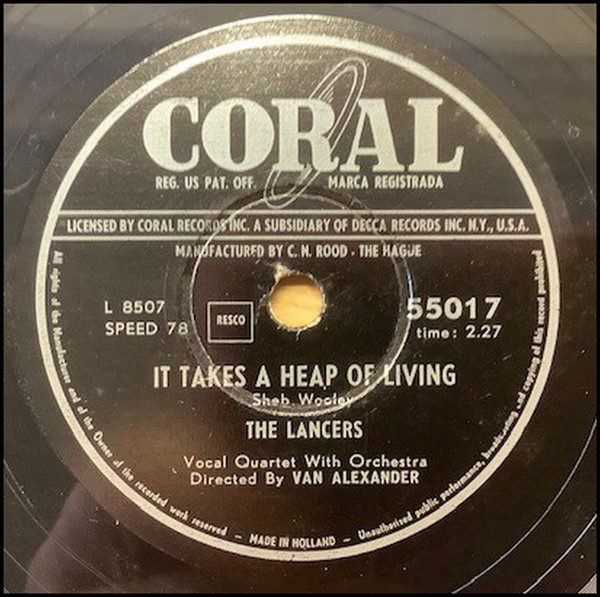 CORAL
REG. US PAT. OFF. MARCA REGISTRADA
LICENSED BY CORAL RECORDS INC. A SUBSIDIARY OF DECCA RECORDS INC. N.Y., U.S.A.
MANUFACTURED BY C. N. ROOD - THE HAGUE
L 8507
SPEED 78
RESCO
55017
time: 2.27
IT TAKES A HEAP OF LIVING
Sheb Wooley
THE LANCERS
Vocal Quartet With Orchestra
Directed By VAN ALEXANDER
All rights of the Manufacturer and of the Owner of the recorded work reserved - MADE IN HOLLAND - Unauthorised public performance, broadcasting and copying of this record prohibited